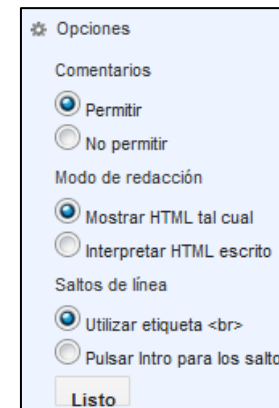 Opciones
Comentarios
Permitir
No permitir
Modo de redacción
Mostrar HTML tal cual
Interpretar HTML escrito
Saltos de línea
Utilizar etiqueta <br>
Pulsar Intro para los salto
Listo